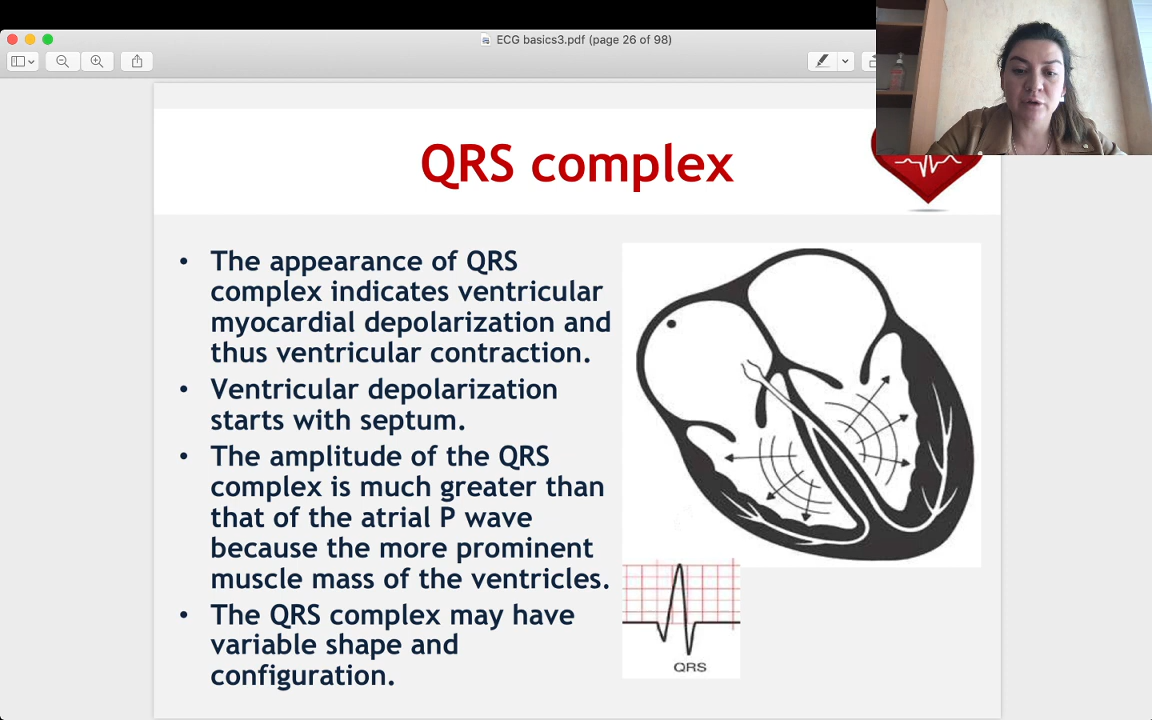 ECG basics3.pdf (page 26 of 98)
QRS complex
• The appearance of QRS
complex indicates ventricular
myocardial depolarization and
thus ventricular contraction.
• Ventricular depolarization
starts with septum.
• The amplitude of the QRS
complex is much greater than
that of the atrial P wave
because the more prominent
muscle mass of the ventricles.
• The QRS complex may have
variable shape and
configuration.
QRS